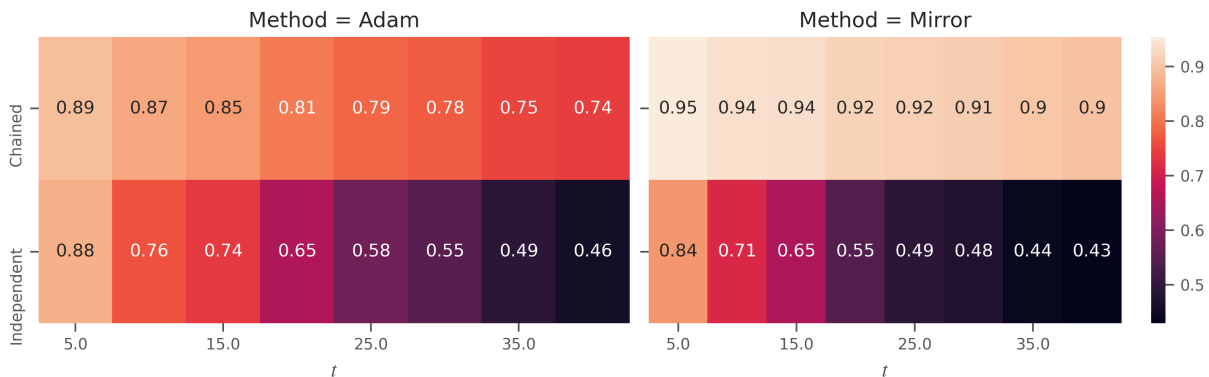 Method = Adam
Method = Mirror
Chained
0.89 0.87 0.85 0.81 0.79 0.78 0.75 0.74
0.95 0.94 0.94 0.92 0.92 0.91 0.9 0.9
Independent
0.88 0.76 0.74 0.65 0.58 0.55 0.49 0.46
0.84 0.71 0.65 0.55 0.49 0.48 0.44 0.43
5.0 15.0 25.0 35.0
t
5.0 15.0 25.0 35.0
t
0.9
0.8
0.7
0.6
0.5